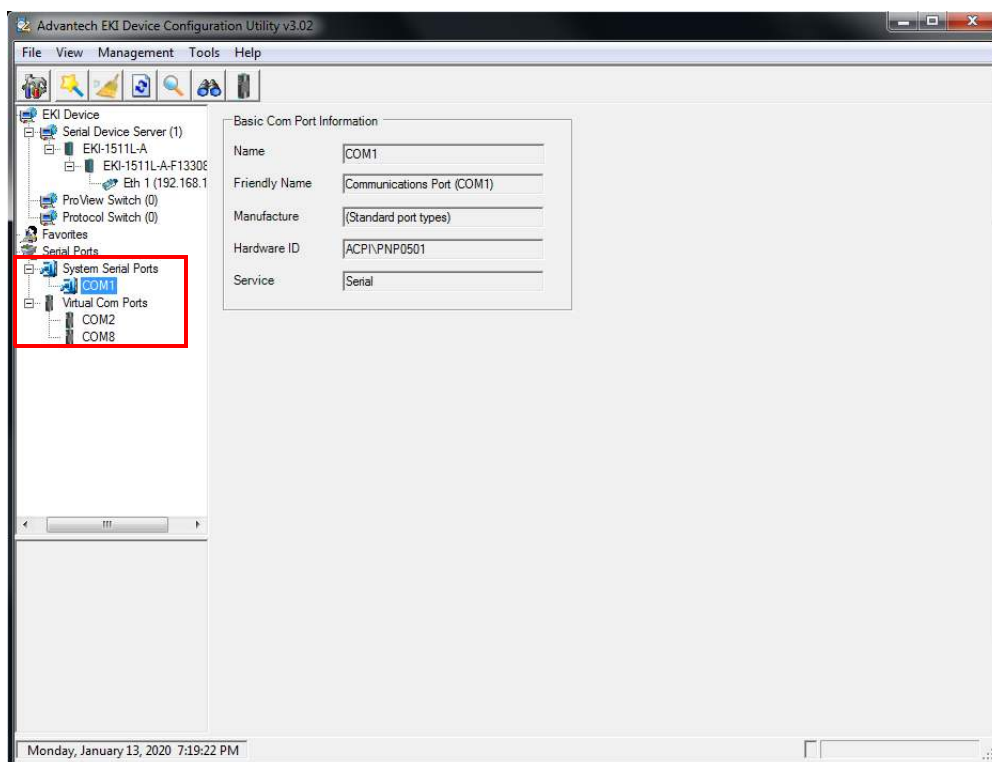 Advantech EKI Device Configuration Utility v3.02
File View Management Tools Help
EKI Device
Serial Device Server (1)
EKI-1511L-A
EKI-1511L-A-F13308
Eth 1 (192.168.1
ProView Switch (0)
Protocol Switch (0)
Favorites
Serial Ports
System Serial Ports
COM1
Virtual Com Ports
COM2
COM8
Basic Com Port Information
Name COM1
Friendly Name Communications Port (COM1)
Manufacture (Standard port types)
Hardware ID ACPI\PNP0501
Service Serial
Monday, January 13, 2020 7:19:22 PM